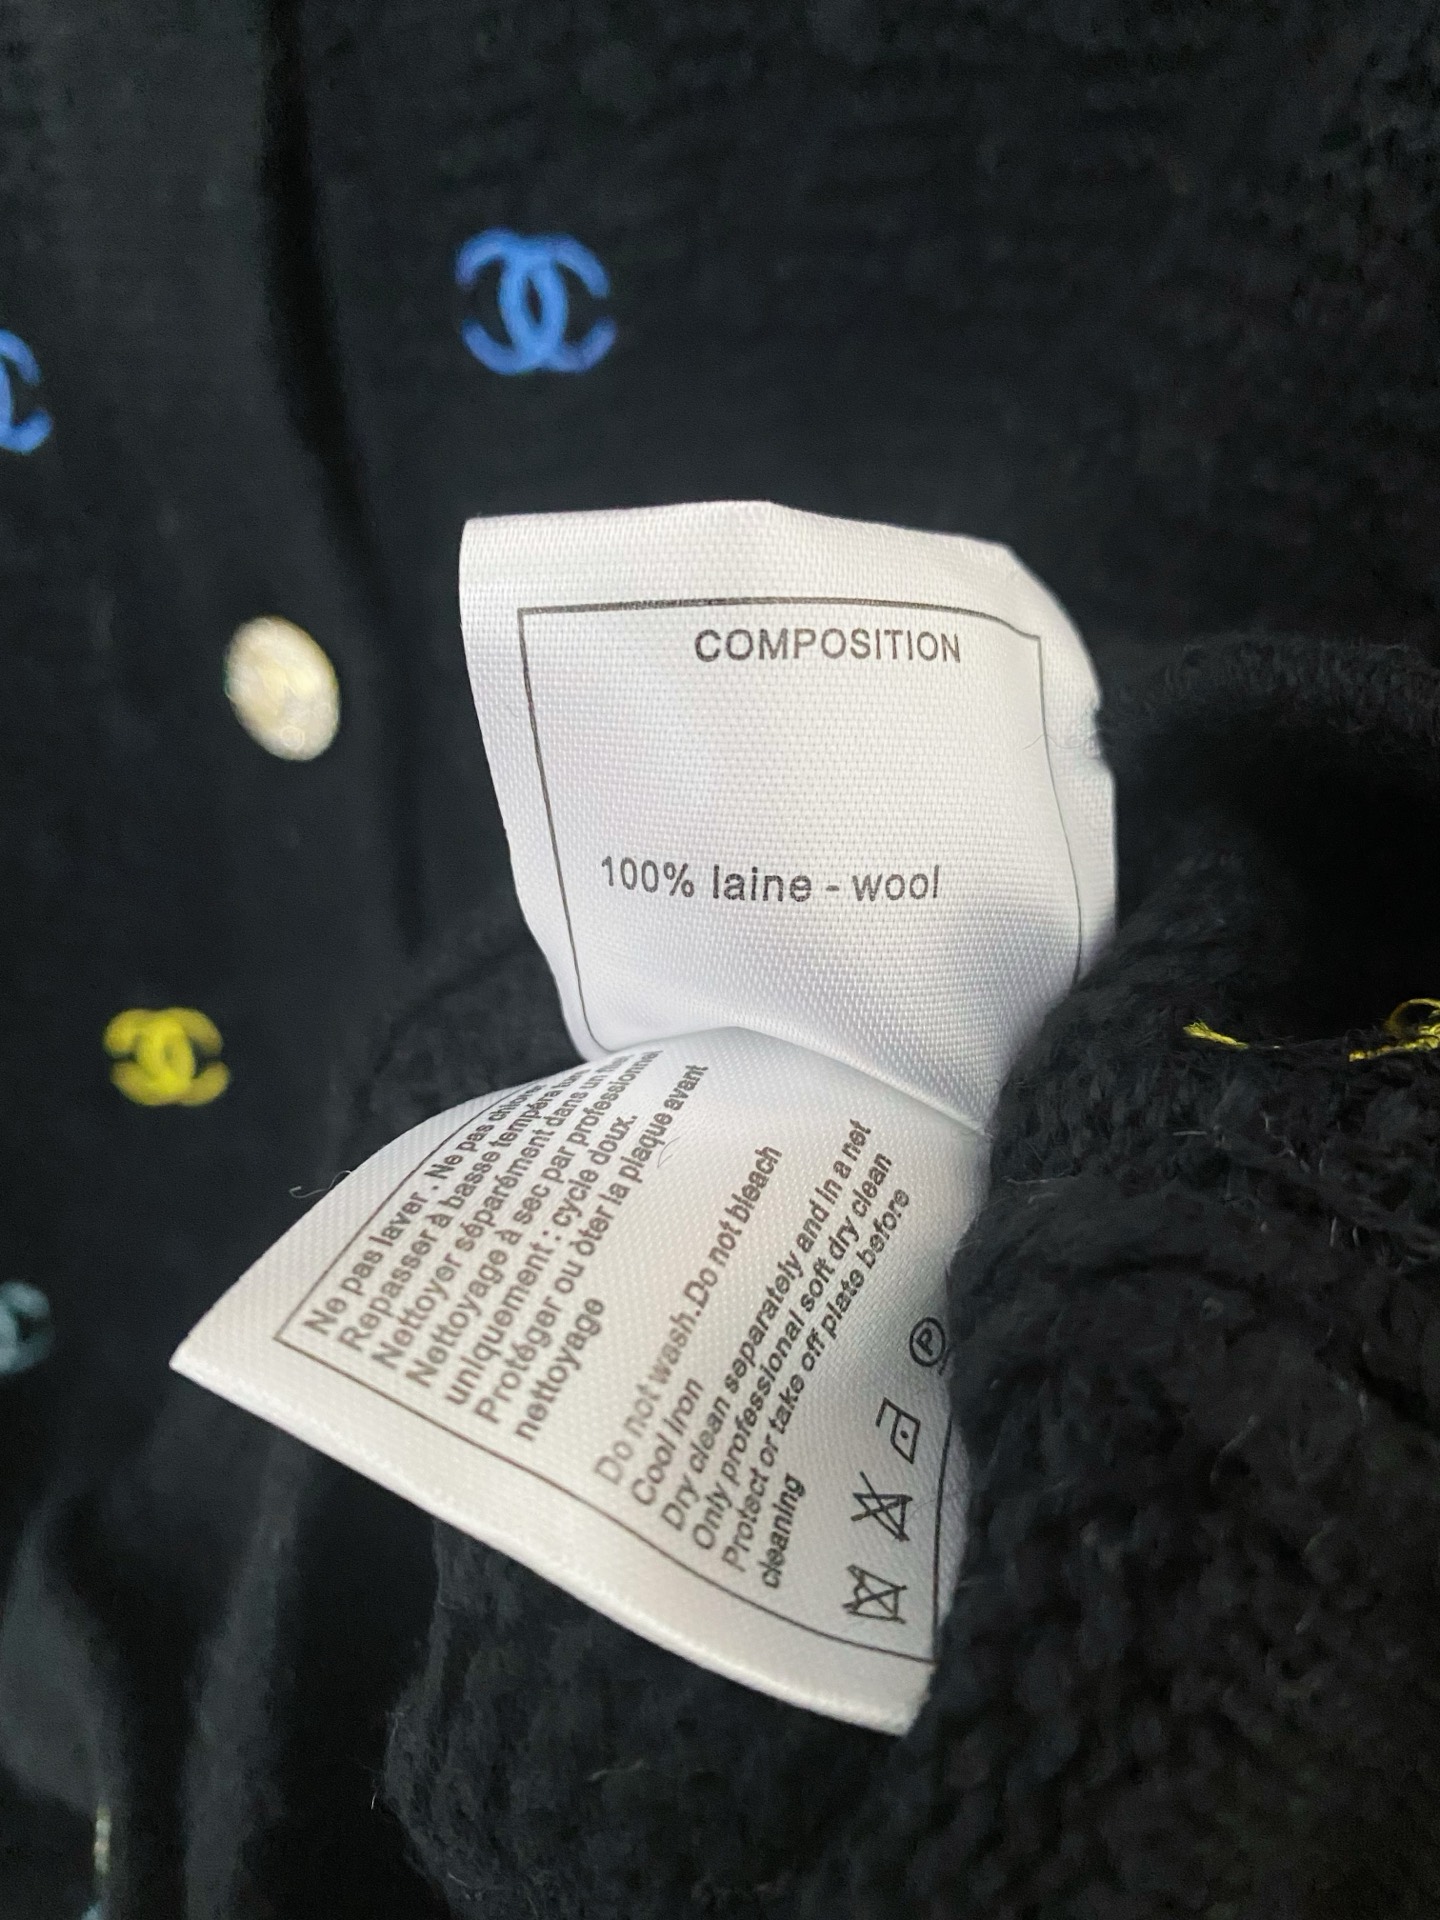 COMPOSITION
100% laine - wool
Ne pas laver . Ne pas chlorer
Repasser à basse température
Nettoyer séparément dans un filet
Nettoyage à sec par professionnel
uniquement : cycle doux.
Protéger ou ôter la plaque avant
nettoyage
Do not wash.Do not bleach
Cool iron
Dry clean separately and in a net
Only professional soft dry clean
Protect or take off plate before
cleaning
P